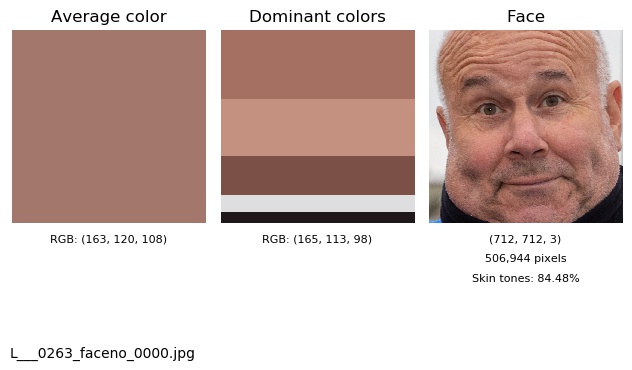 Average color
Dominant colors
Face
RGB: (163, 120, 108)
RGB: (165, 113, 98)
(712, 712, 3)
506,944 pixels
Skin tones: 84.48%
L___0263_faceno_0000.jpg